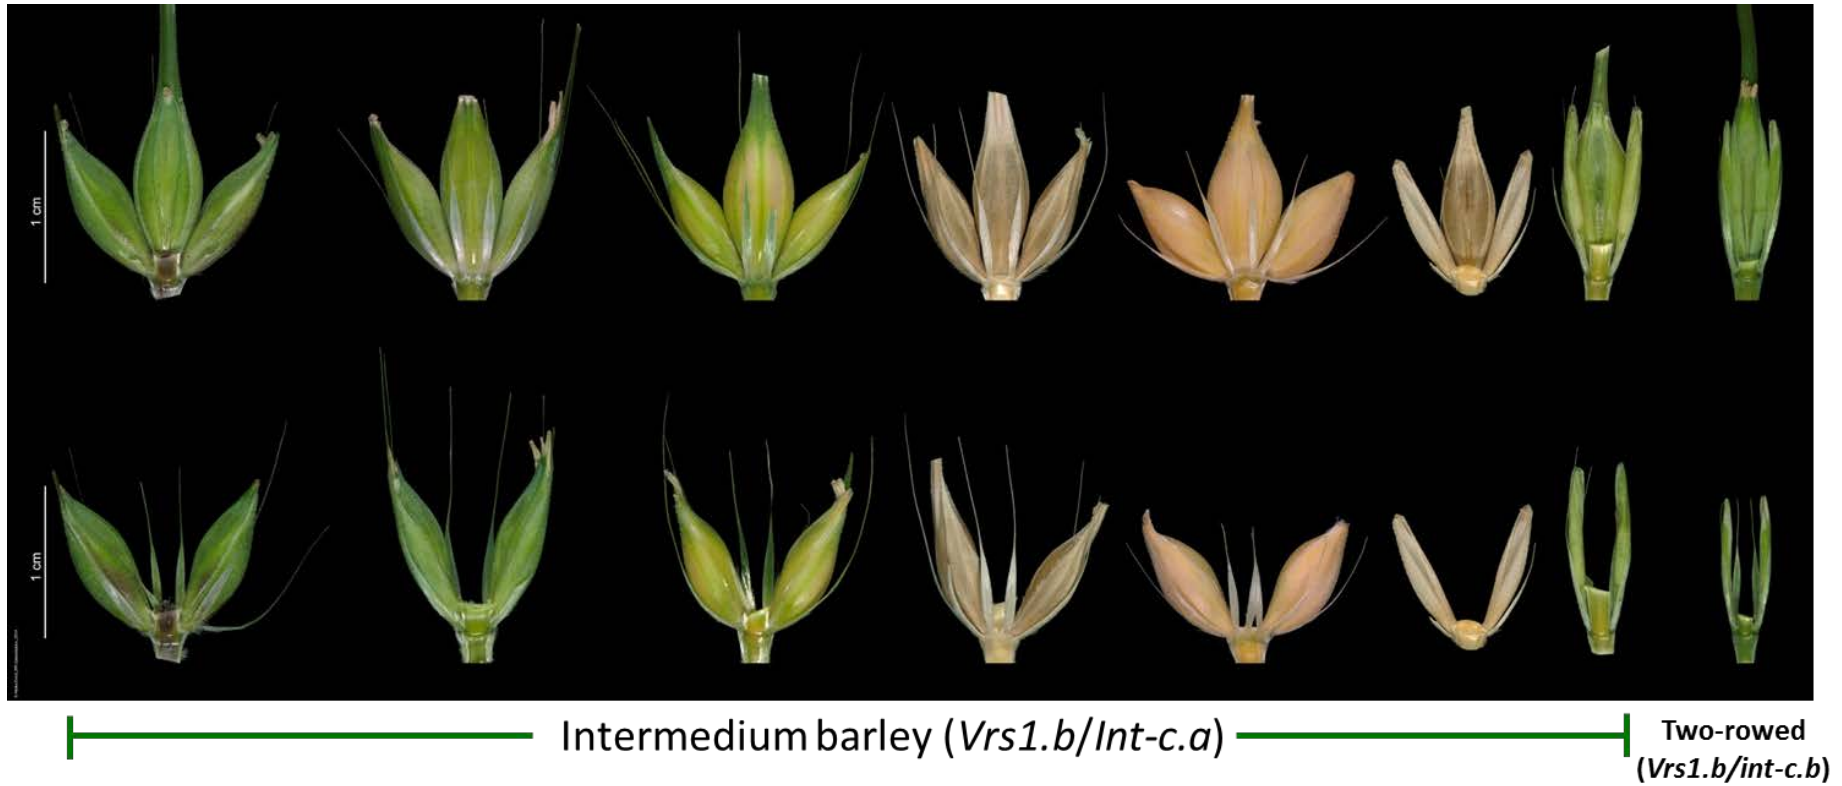 1 cm
1 cm
Intermedium barley (Vrs1.b/Int-c.a)
Two-rowed
(Vrs1.b/int-c.b)